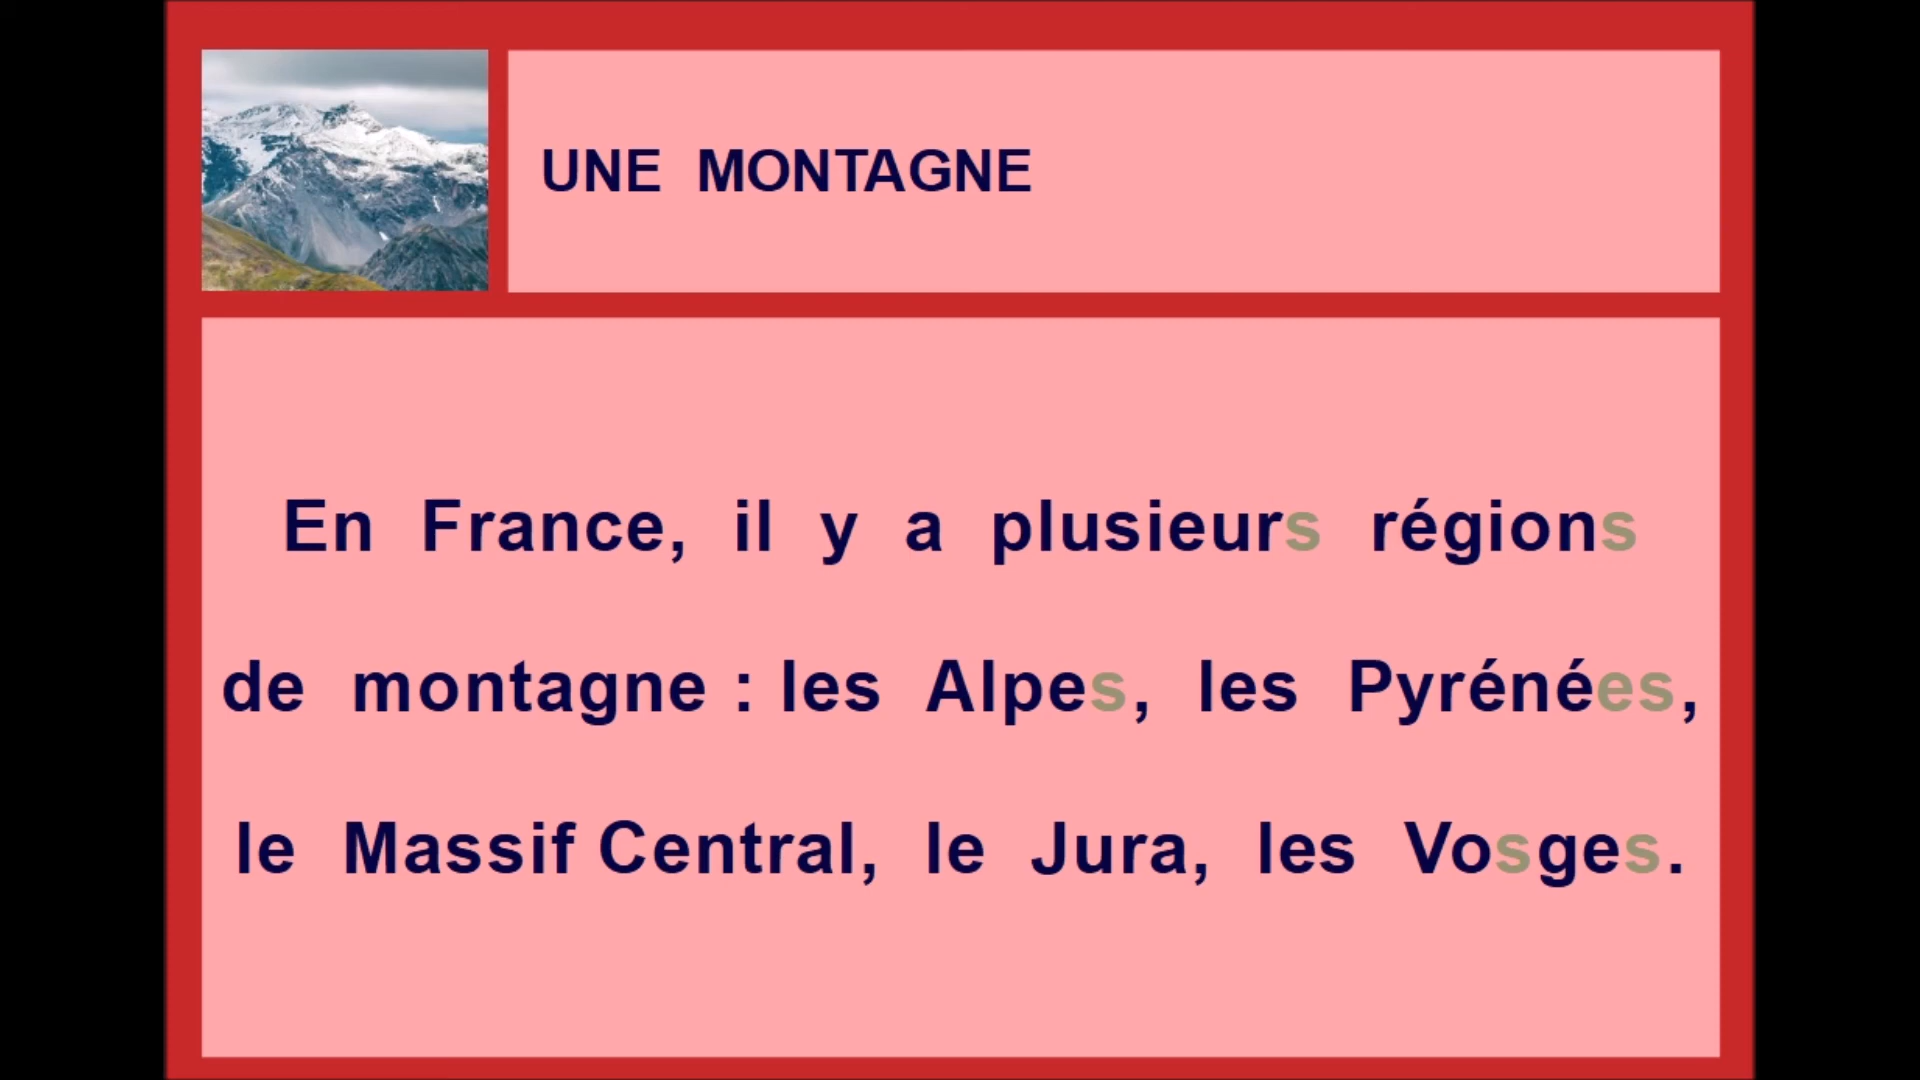 UNE MONTAGNE
En France, il y a plusieurs régions
de montagne : les Alpes, les Pyrénées,
le Massif Central, le Jura, les Vosges.